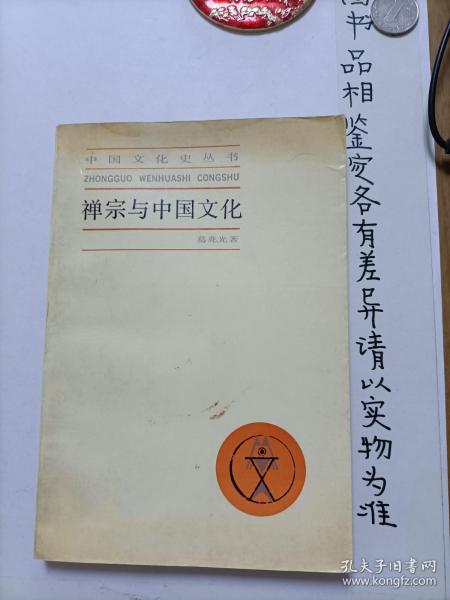 中国文化史丛书
ZHONGGUO WENHUASHI CONGSHU
禅宗与中国文化
葛兆光著
图书品相鉴定各有差异请以实物为准
孔夫子旧书网
www.kongfz.com